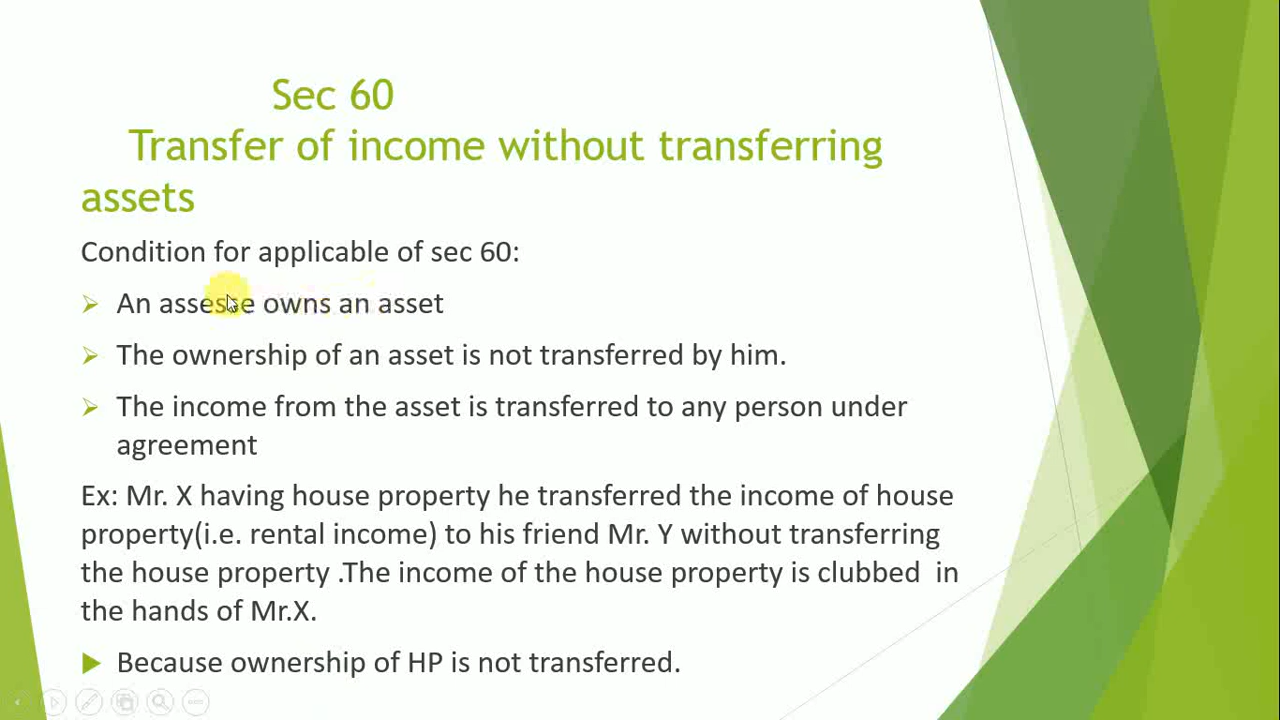 Sec 60
Transfer of income without transferring
assets
Condition for applicable of sec 60:
An assesse owns an asset
The ownership of an asset is not transferred by him.
The income from the asset is transferred to any person under
agreement
Ex: Mr. X having house property he transferred the income of house
property(i.e. rental income) to his friend Mr. Y without transferring
the house property .The income of the house property is clubbed  in
the hands of Mr.X.
Because ownership of HP is not transferred.